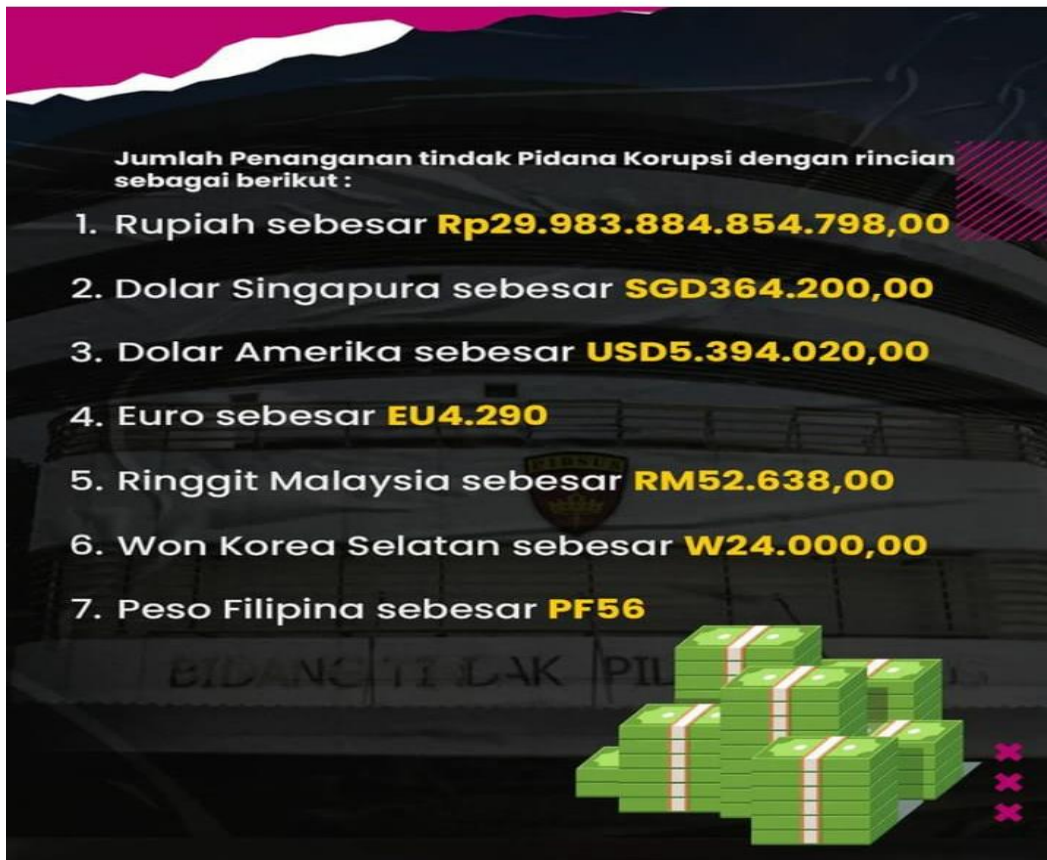 Jumlah Penanganan tindak Pidana Korupsi dengan rincian
sebagai berikut :
1. Rupiah sebesar Rp29.983.884.854.798,00
2. Dolar Singapura sebesar SGD364.200,00
3. Dolar Amerika sebesar USD5.394.020,00
4. Euro sebesar EU4.290
5. Ringgit Malaysia sebesar RM52.638,00
6. Won Korea Selatan sebesar W24.000,00
7. Peso Filipina sebesar PF56
BIDANG TINDAK